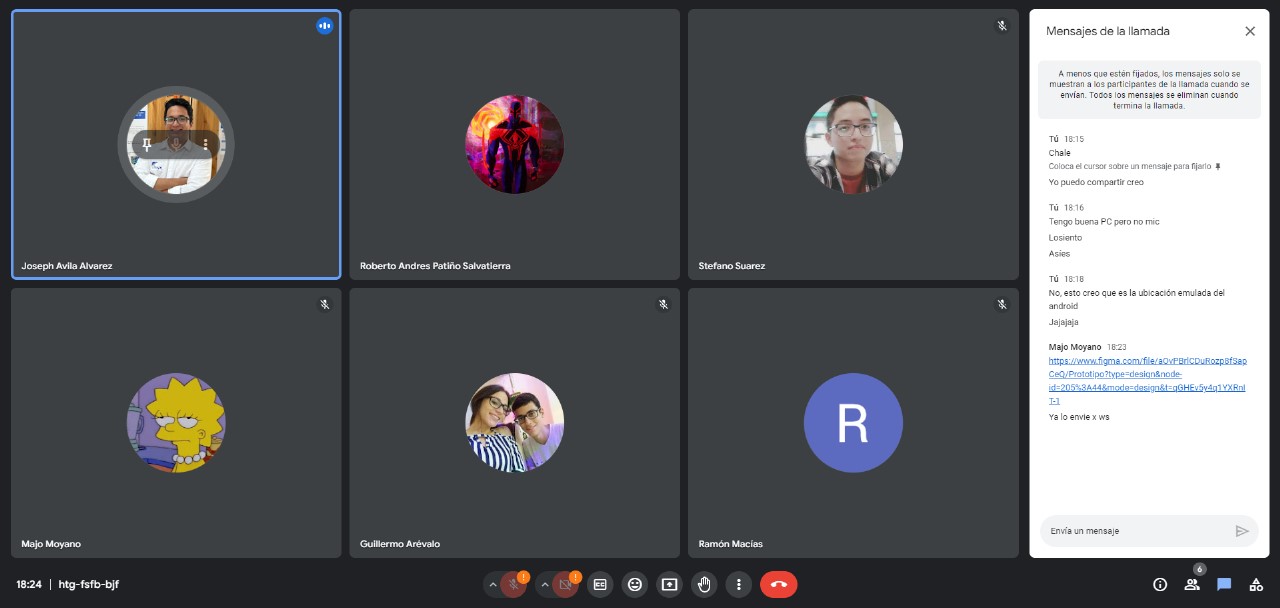 Joseph Avila Alvarez
Roberto Andres Patiño Salvatierra
Stefano Suarez
Majo Moyano
Guillermo Arévalo
R
Ramón Macías
Mensajes de la llamada
A menos que estén fijados, los mensajes solo se
muestran a los participantes de la llamada cuando se
envían. Todos los mensajes se eliminan cuando
termina la llamada.
Tú 18:15
Chale
Coloca el cursor sobre un mensaje para fijarlo
Yo puedo compartir creo
Tú 18:16
Tengo buena PC pero no mic
Losiento
Asies
Tú 18:18
No, esto creo que es la ubicación emulada del
android
Jajajaja
Majo Moyano 18:23
https://www.figma.com/file/aOvPBrlCDuRozp8fSap
CeQ/Prototipo?type=design&node-
id=205%3A44&mode=design&t=qGHEv5y4q1YXRnI
T-1
Ya lo envie x ws
Envía un mensaje
18:24 | htg-fsfb-bjf
!
!
6